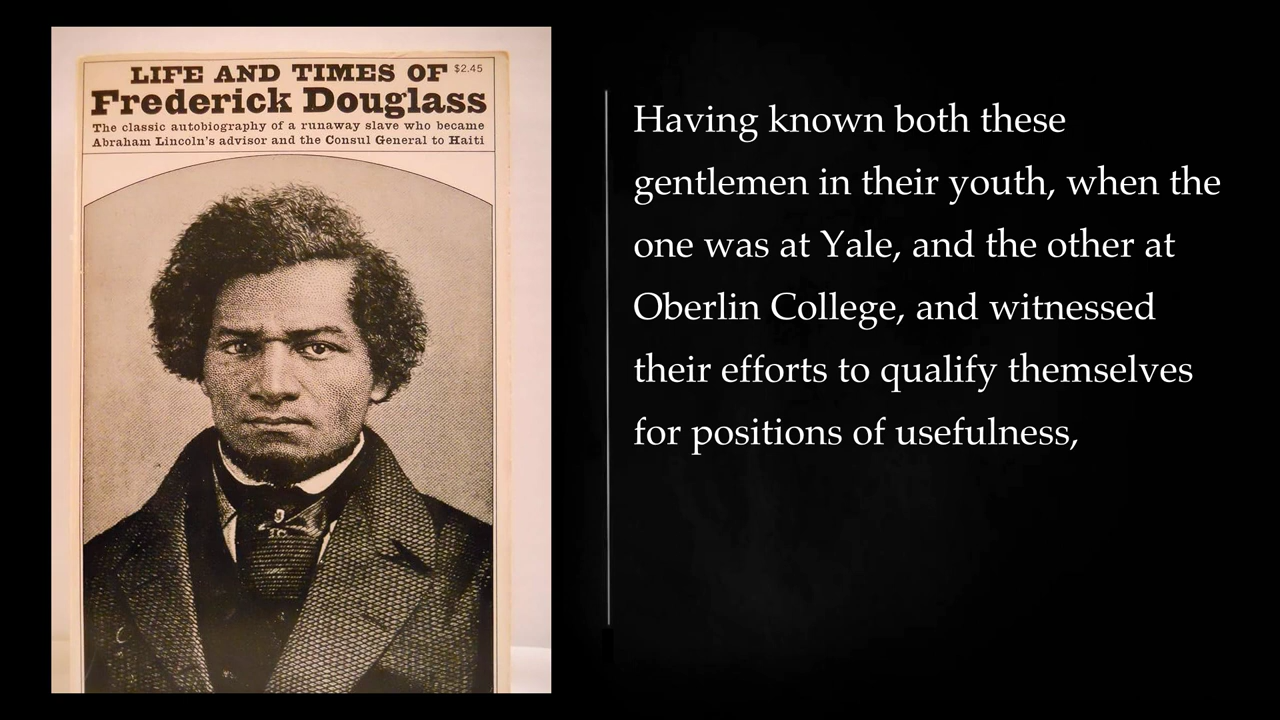 LIFE AND TIMES OF $2.45
Frederick Douglass
The classic autobiography of a runaway slave who became
Abraham Lincoln's advisor and the Consul General to Haiti
Having known both these
gentlemen in their youth, when the
one was at Yale, and the other at
Oberlin College, and witnessed
their efforts to qualify themselves
for positions of usefulness,